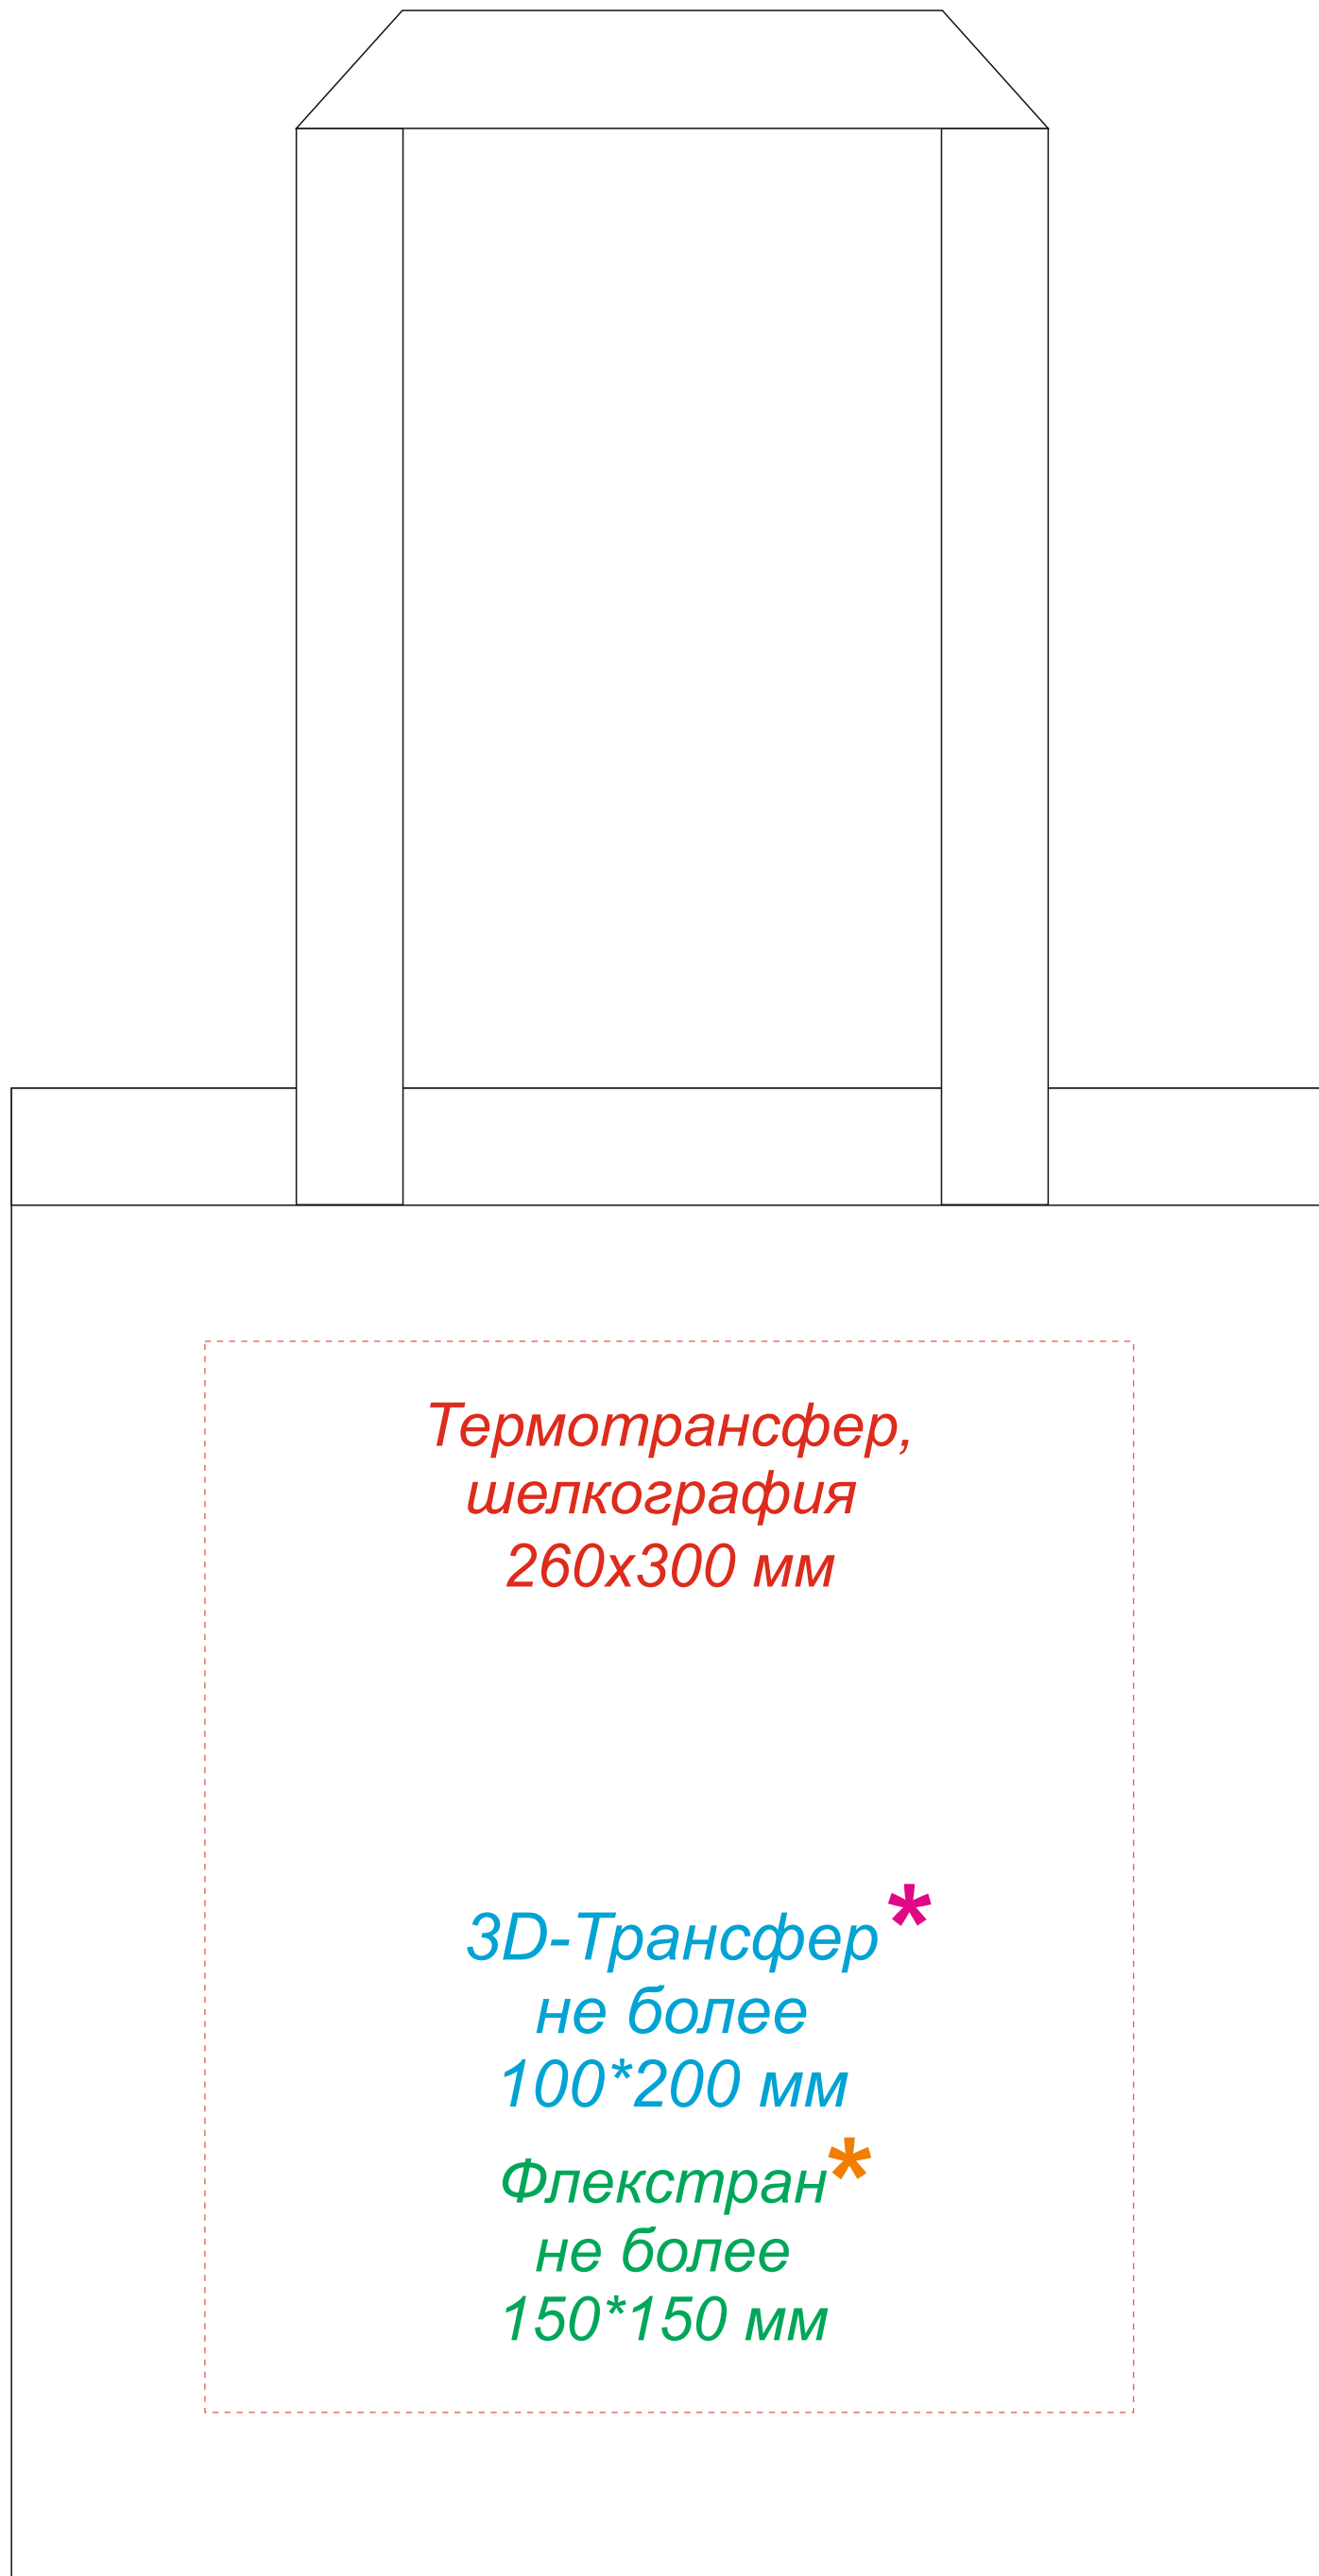 Термотрансфер,
шелкография
260х300 мм
3D-Трансфер*
не более
100*200 мм
Флекстран*
не более
150*150 мм